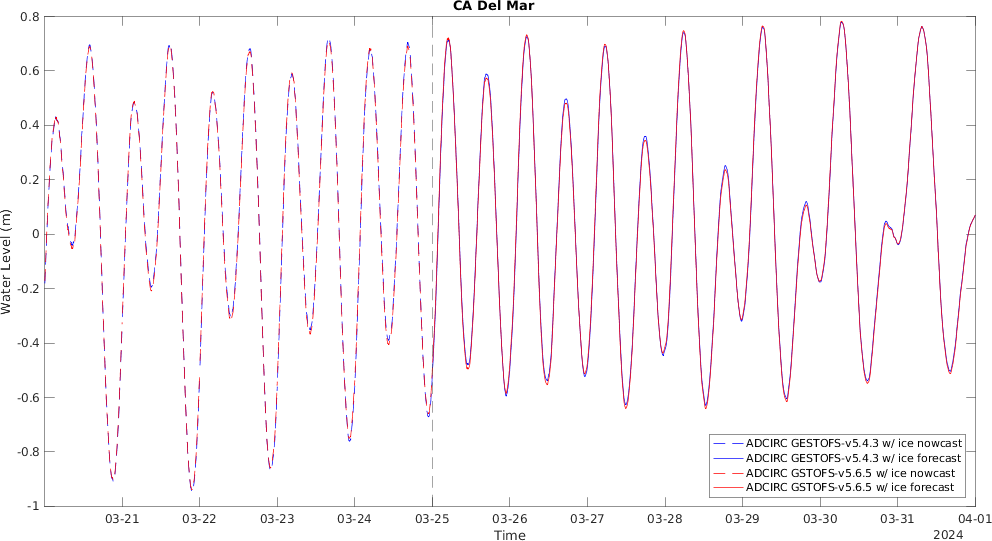 CA Del Mar
0.8
0.6
0.4
0.2
0
-0.2
-0.4
-0.6
-0.8
-1
Water Level (m)
ADCIRC GESTOFS-v5.4.3 w/ ice nowcast
ADCIRC GESTOFS-v5.4.3 w/ ice forecast
ADCIRC GSTOFS-v5.6.5 w/ ice nowcast
ADCIRC GSTOFS-v5.6.5 w/ ice forecast
03-21 03-22 03-23 03-24 03-25 03-26 03-27 03-28 03-29 03-30 03-31 04-01
Time
2024